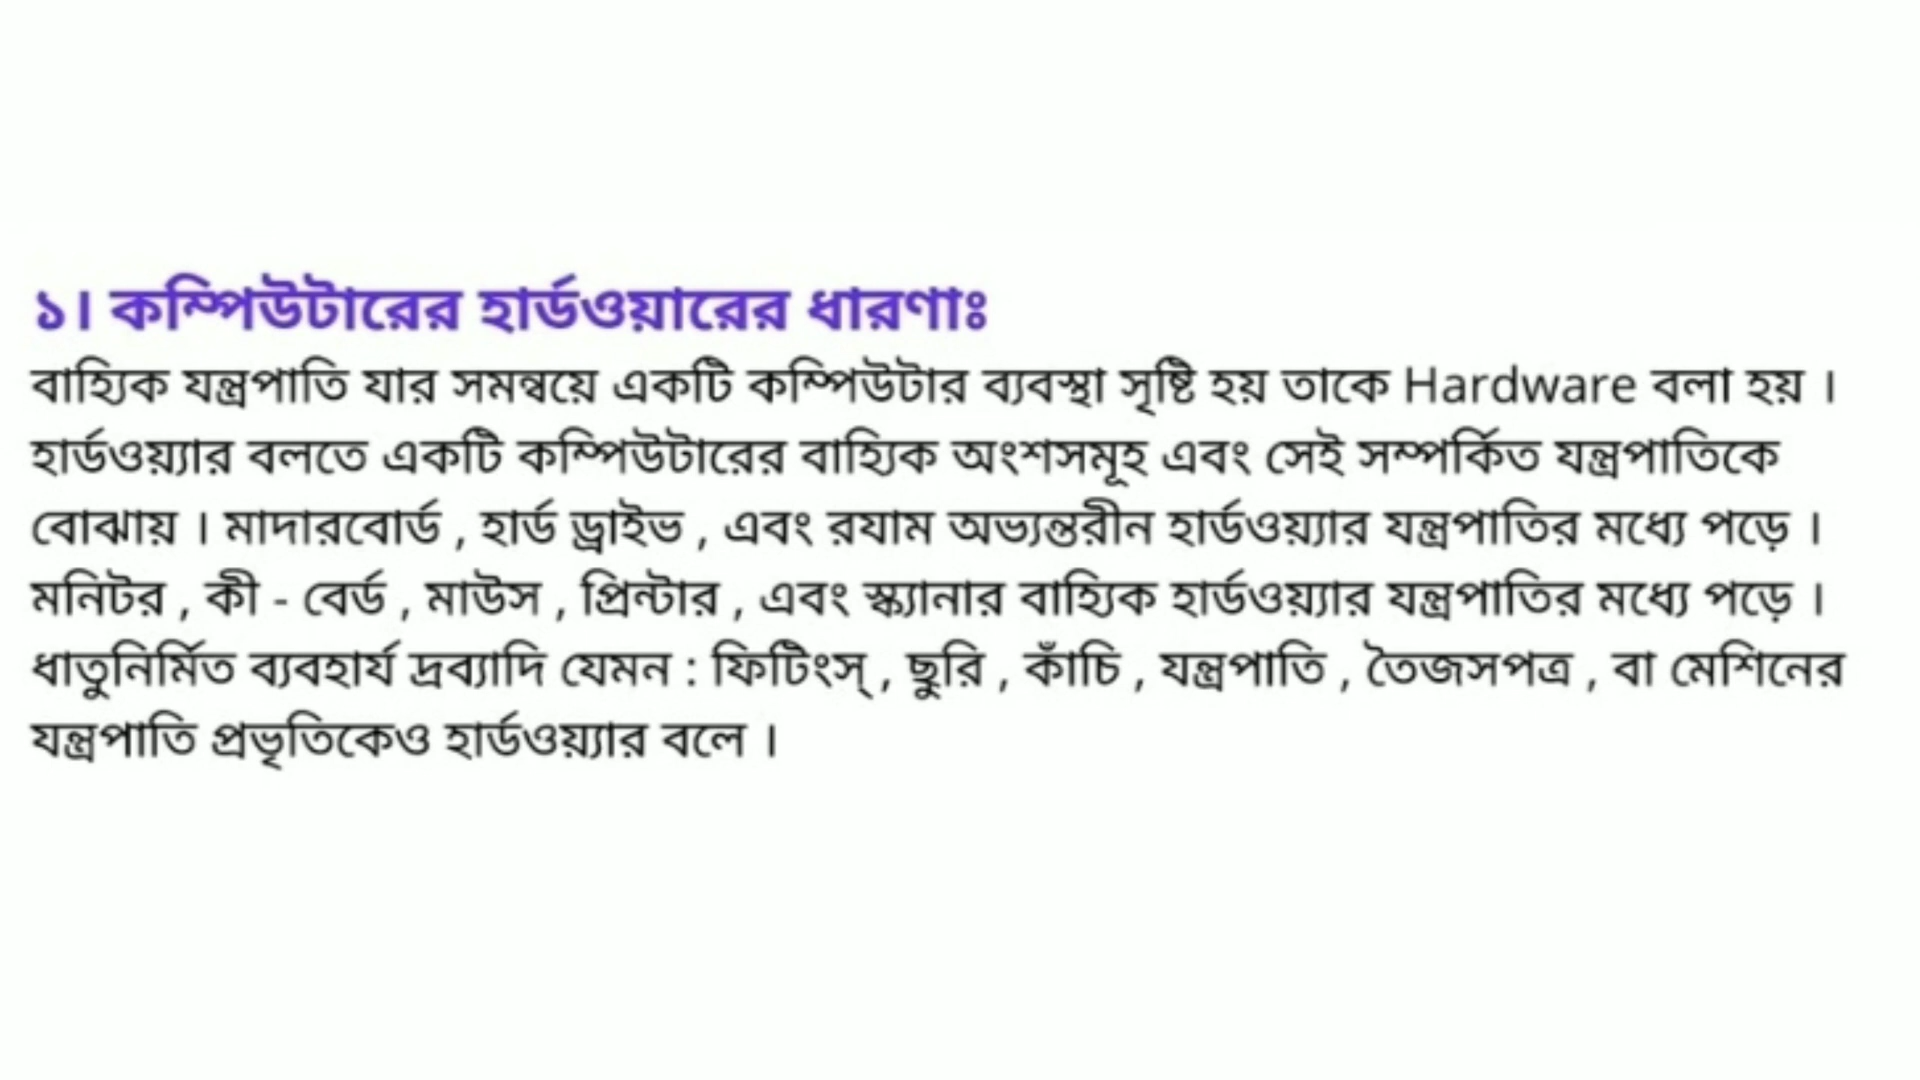 ১। কম্পিউটারের হার্ডওয়ারের ধারণাঃ
বাহ্যিক যন্ত্রপাতি যার সমন্বয়ে একটি কম্পিউটার ব্যবস্থা সৃষ্টি হয় তাকে Hardware বলা হয় ।
হার্ডওয়্যার বলতে একটি কম্পিউটারের বাহ্যিক অংশসমূহ এবং সেই সম্পর্কিত যন্ত্রপাতিকে
বোঝায় । মাদারবোর্ড , হার্ড ড্রাইভ , এবং রযাম অভ্যন্তরীন হার্ডওয়্যার যন্ত্রপাতির মধ্যে পড়ে ।
মনিটর , কী - বের্ড , মাউস , প্রিন্টার , এবং স্ক্যানার বাহ্যিক হার্ডওয়্যার যন্ত্রপাতির মধ্যে পড়ে ।
ধাতুনির্মিত ব্যবহার্য দ্রব্যাদি যেমন : ফিটিংস্ , ছুরি , কাঁচি , যন্ত্রপাতি , তৈজসপত্র , বা মেশিনের
যন্ত্রপাতি প্রভৃতিকেও হার্ডওয়্যার বলে ।